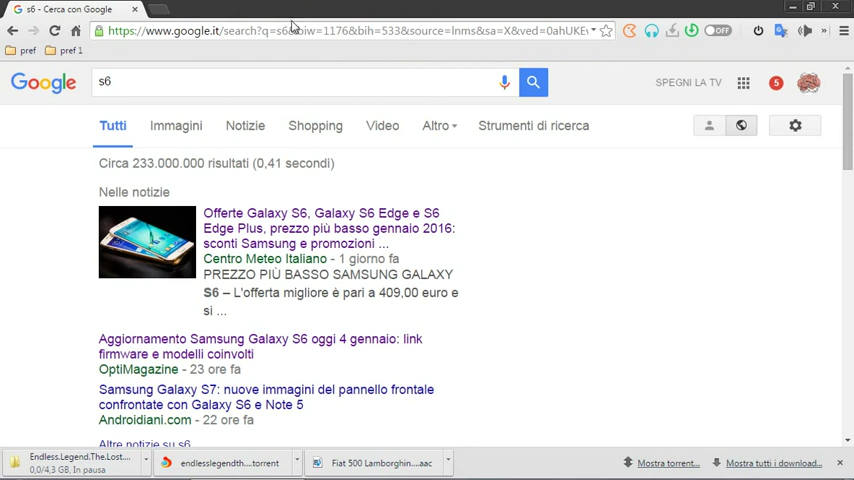 s6 - Cerca con Google
https://www.google.it/search?q=s6&biw=1176&bih=533&source=lnms&sa=X&ved=0ahUKEw
OFF
pref
pref 1
Google
s6
SPEGNI LA TV
5
Tutti
Immagini
Notizie
Shopping
Video
Altro
Strumenti di ricerca
Circa 233.000.000 risultati (0,41 secondi)
Nelle notizie
Offerte Galaxy S6, Galaxy S6 Edge e S6
Edge Plus, prezzo più basso gennaio 2016:
sconti Samsung e promozioni ...
Centro Meteo Italiano - 1 giorno fa
PREZZO PIÙ BASSO SAMSUNG GALAXY
S6 – L'offerta migliore è pari a 409,00 euro e
si ...
Aggiornamento Samsung Galaxy S6 oggi 4 gennaio: link
firmware e modelli coinvolti
OptiMagazine - 23 ore fa
Samsung Galaxy S7: nuove immagini del pannello frontale
confrontate con Galaxy S6 e Note 5
Androidiani.com - 22 ore fa
Altre notizie su s6
Endless.Legend.The.Lost....
0,0/4,3 GB, In pausa
endlesslegendth....torrent
Fiat 500 Lamborghin....aac
Mostra torrent...
Mostra tutti i download...